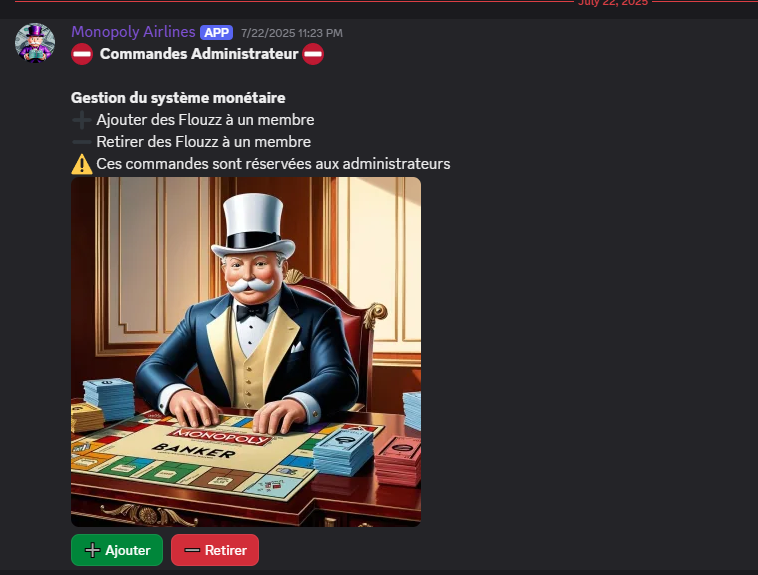 July 22, 2025
Monopoly Airlines APP 7/22/2025 11:23 PM
⛔ Commandes Administrateur ⛔
Gestion du système monétaire
➕ Ajouter des Flouzz à un membre
➖ Retirer des Flouzz à un membre
⚠️ Ces commandes sont réservées aux administrateurs
MONOPOLY
BANKER
➕ Ajouter ➖ Retirer